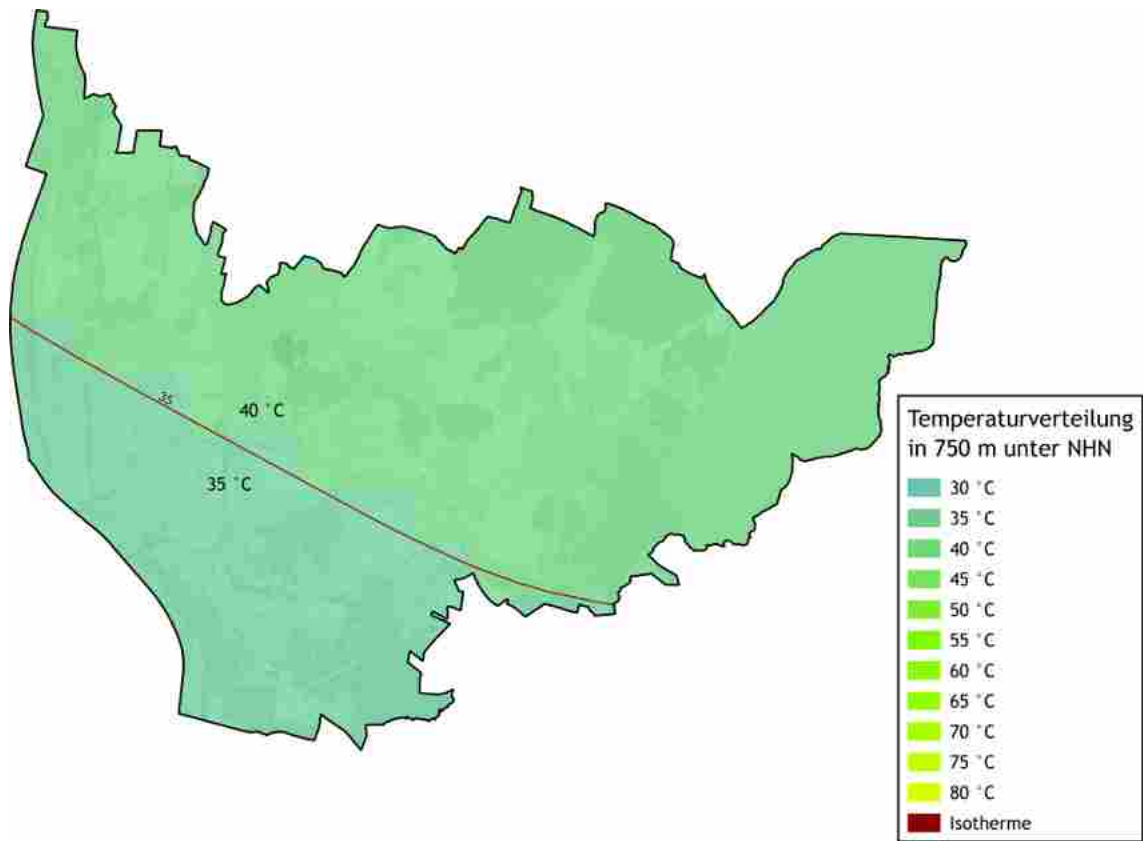 35
40 °C
35 °C
Temperaturverteilung
in 750 m unter NHN
30 °C
35 °C
40 °C
45 °C
50 °C
55 °C
60 °C
65 °C
70 °C
75 °C
80 °C
Isotherme